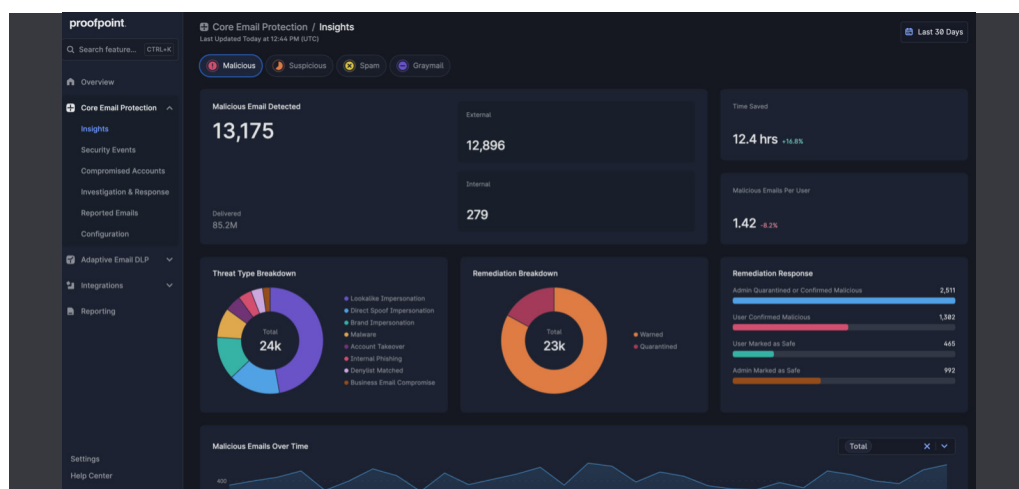 proofpoint.
Search feature... CTRL+K
Overview
Core Email Protection
Insights
Security Events
Compromised Accounts
Investigation & Response
Reported Emails
Configuration
Adaptive Email DLP
Integrations
Reporting
Settings
Help Center
Core Email Protection / Insights
Last Updated Today at 12:44 PM (UTC)
Last 30 Days
Malicious Suspicious Spam Graymail
Malicious Email Detected
13,175
Delivered
85.2M
External
12,896
Internal
279
Time Saved
12.4 hrs +16.8%
Malicious Emails Per User
1.42 -8.2%
Threat Type Breakdown
Total
24k
Lookalike Impersonation
Direct Spoof Impersonation
Brand Impersonation
Malware
Account Takeover
Internal Phishing
Denylist Matched
Business Email Compromise
Remediation Breakdown
Total
23k
Warned
Quarantined
Remediation Response
Admin Quarantined or Confirmed Malicious 2,511
User Confirmed Malicious 1,302
User Marked as Safe 465
Admin Marked as Safe 992
Malicious Emails Over Time
Total
400